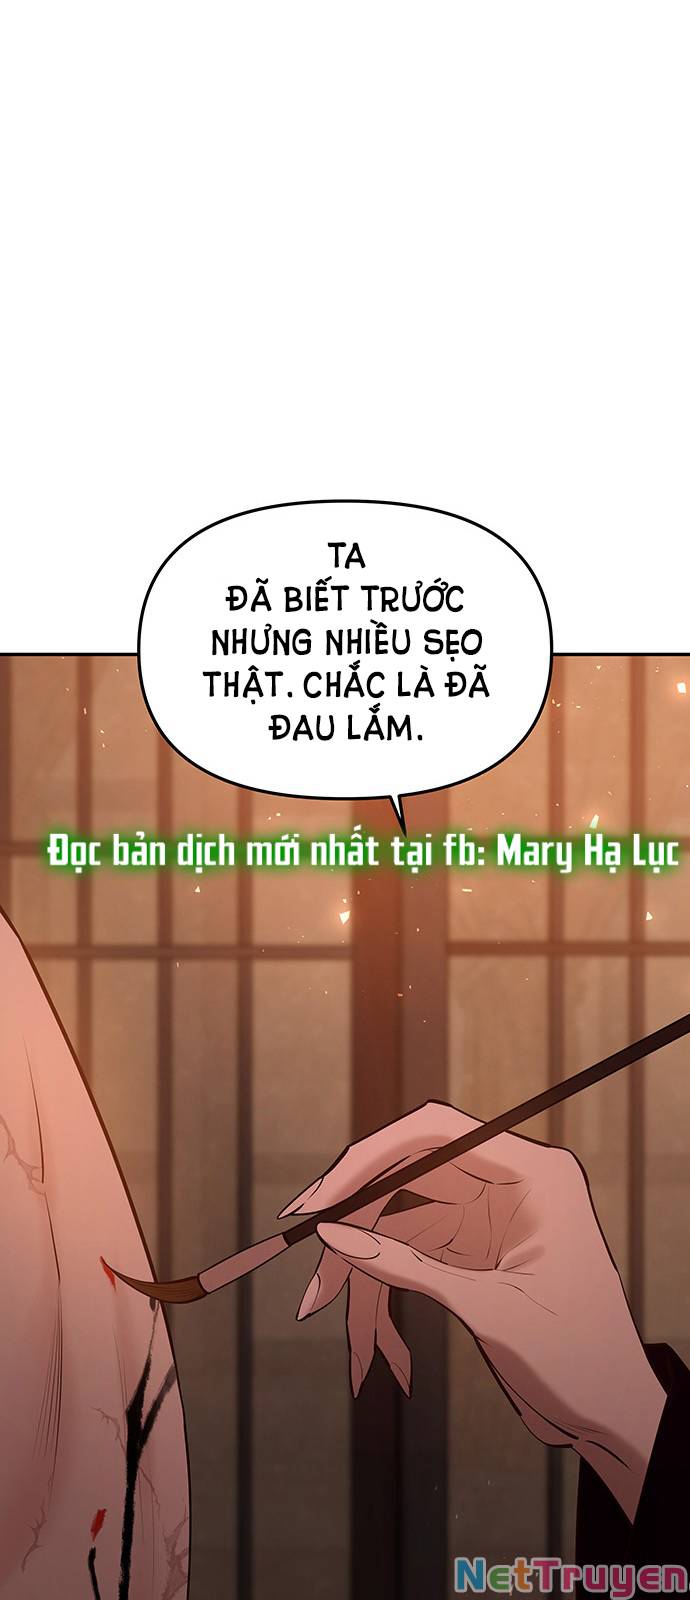 TA
ĐÃ BIẾT TRƯỚC
NHƯNG NHIỀU SẸO
THẬT. CHẮC LÀ ĐÃ
ĐAU LẮM.
Đọc bản dịch mới nhất tại fb: Mary Hạ Lục
NetTruyen